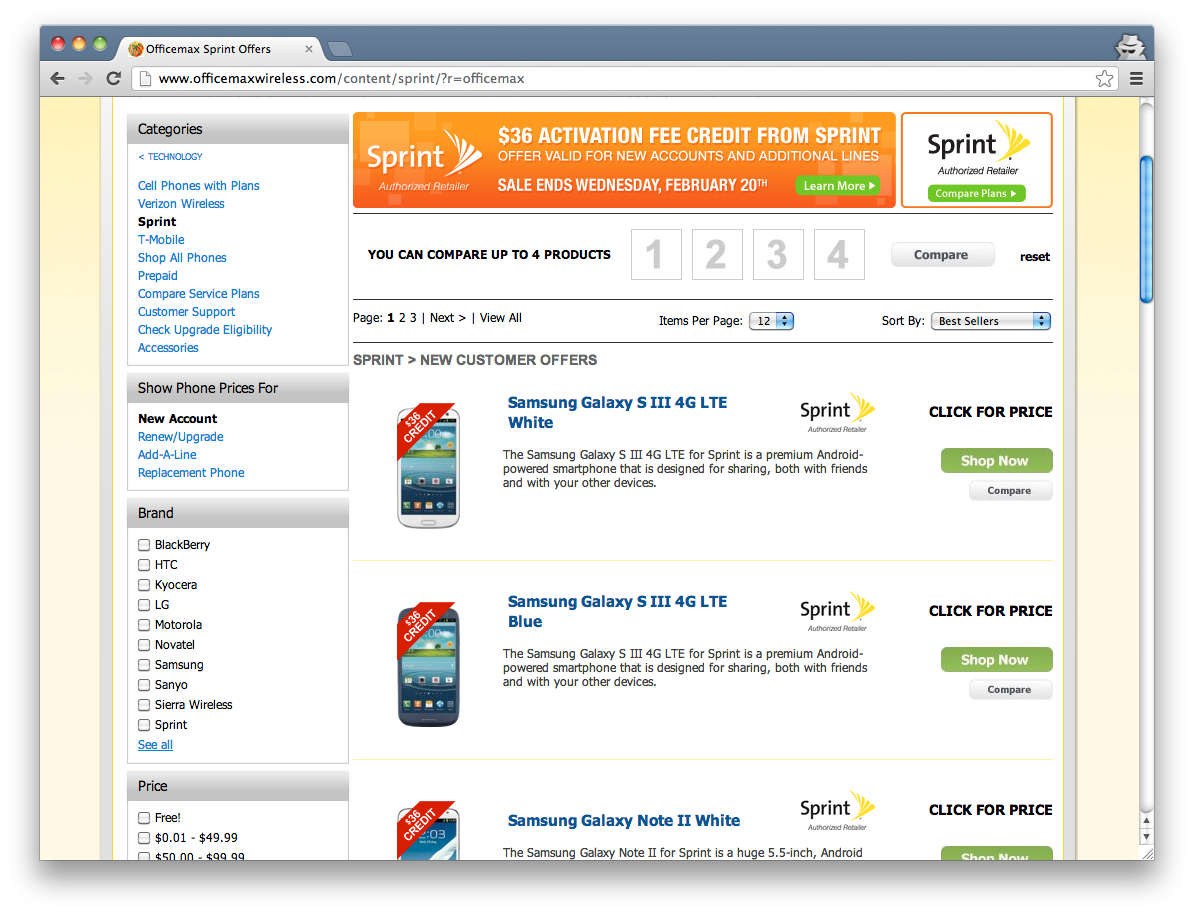 Officemax Sprint Offers
www.officemaxwireless.com/content/sprint/?r=officemax
Categories
< TECHNOLOGY
Cell Phones with Plans
Verizon Wireless
Sprint
T-Mobile
Shop All Phones
Prepaid
Compare Service Plans
Customer Support
Check Upgrade Eligibility
Accessories
Show Phone Prices For
New Account
Renew/Upgrade
Add-A-Line
Replacement Phone
Brand
BlackBerry
HTC
Kyocera
LG
Motorola
Novatel
Samsung
Sanyo
Sierra Wireless
Sprint
See all
Price
Free!
$0.01 - $49.99
$50.00 - $99.99
Sprint
Authorized Retailer
$36 ACTIVATION FEE CREDIT FROM SPRINT
OFFER VALID FOR NEW ACCOUNTS AND ADDITIONAL LINES
SALE ENDS WEDNESDAY, FEBRUARY 20TH
Learn More
Sprint
Authorized Retailer
Compare Plans
YOU CAN COMPARE UP TO 4 PRODUCTS
1 2 3 4
Compare
reset
Page: 1 2 3 | Next > | View All
Items Per Page: 12
Sort By: Best Sellers
SPRINT > NEW CUSTOMER OFFERS
$36
CREDIT
Samsung Galaxy S III 4G LTE
White
The Samsung Galaxy S III 4G LTE for Sprint is a premium Android-
powered smartphone that is designed for sharing, both with friends
and with your other devices.
Sprint
Authorized Retailer
CLICK FOR PRICE
Shop Now
Compare
$36
CREDIT
Samsung Galaxy S III 4G LTE
Blue
The Samsung Galaxy S III 4G LTE for Sprint is a premium Android-
powered smartphone that is designed for sharing, both with friends
and with your other devices.
Sprint
Authorized Retailer
CLICK FOR PRICE
Shop Now
Compare
$36
CREDIT
Samsung Galaxy Note II White
The Samsung Galaxy Note II for Sprint is a huge 5.5-inch, Android
Sprint
Authorized Retailer
CLICK FOR PRICE
Shop Now